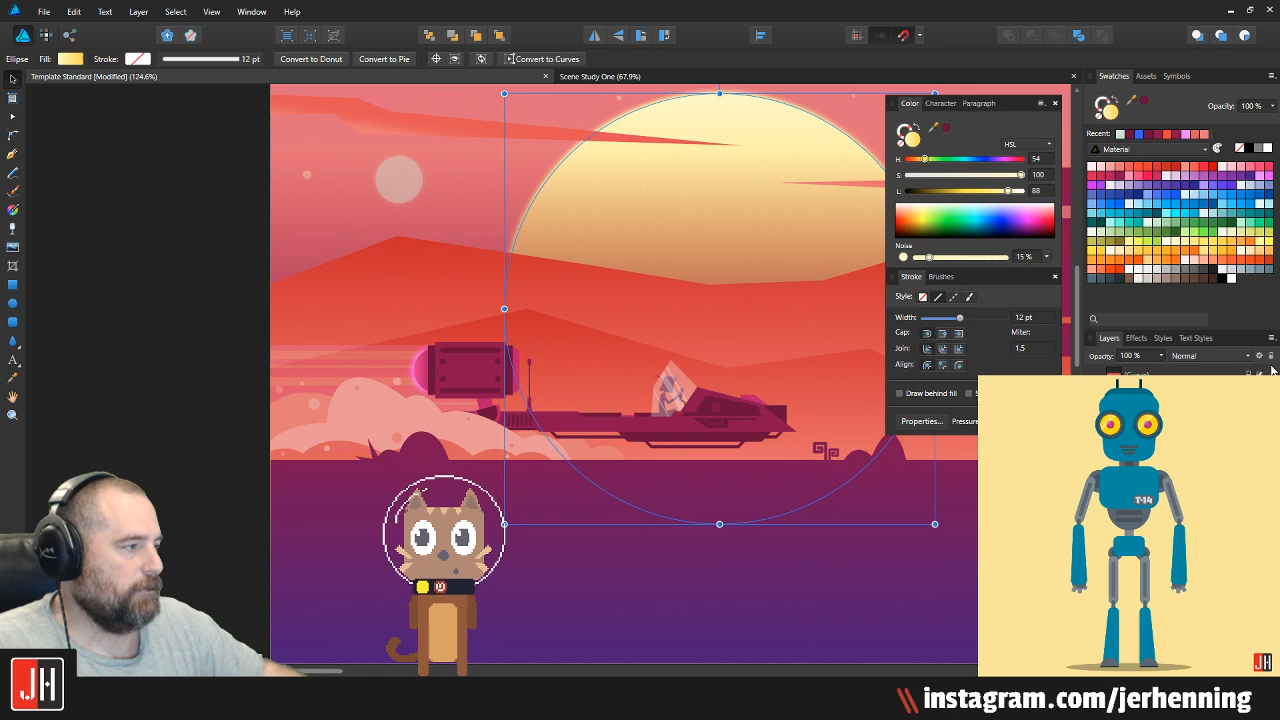 File Edit Text Layer Select View Window Help
Ellipse Fill: Stroke: 12 pt Convert to Donut Convert to Pie Convert to Curves
Template Standard [Modified] (124.6%)
Scene Study One (67.9%)
Color Character Paragraph
HSL
H: 54
S: 100
L: 88
Noise
15 %
Stroke Brushes
Style:
Width: 12 pt
Cap: Miter:
Join: 1.5
Align:
Draw behind fill
Properties... Pressure
Swatches Assets Symbols
Opacity: 100 %
Recent:
Material
Layers Effects Styles Text Styles
Opacity: 100 % Normal
T-14
JH
JH
instagram.com/jerhenning